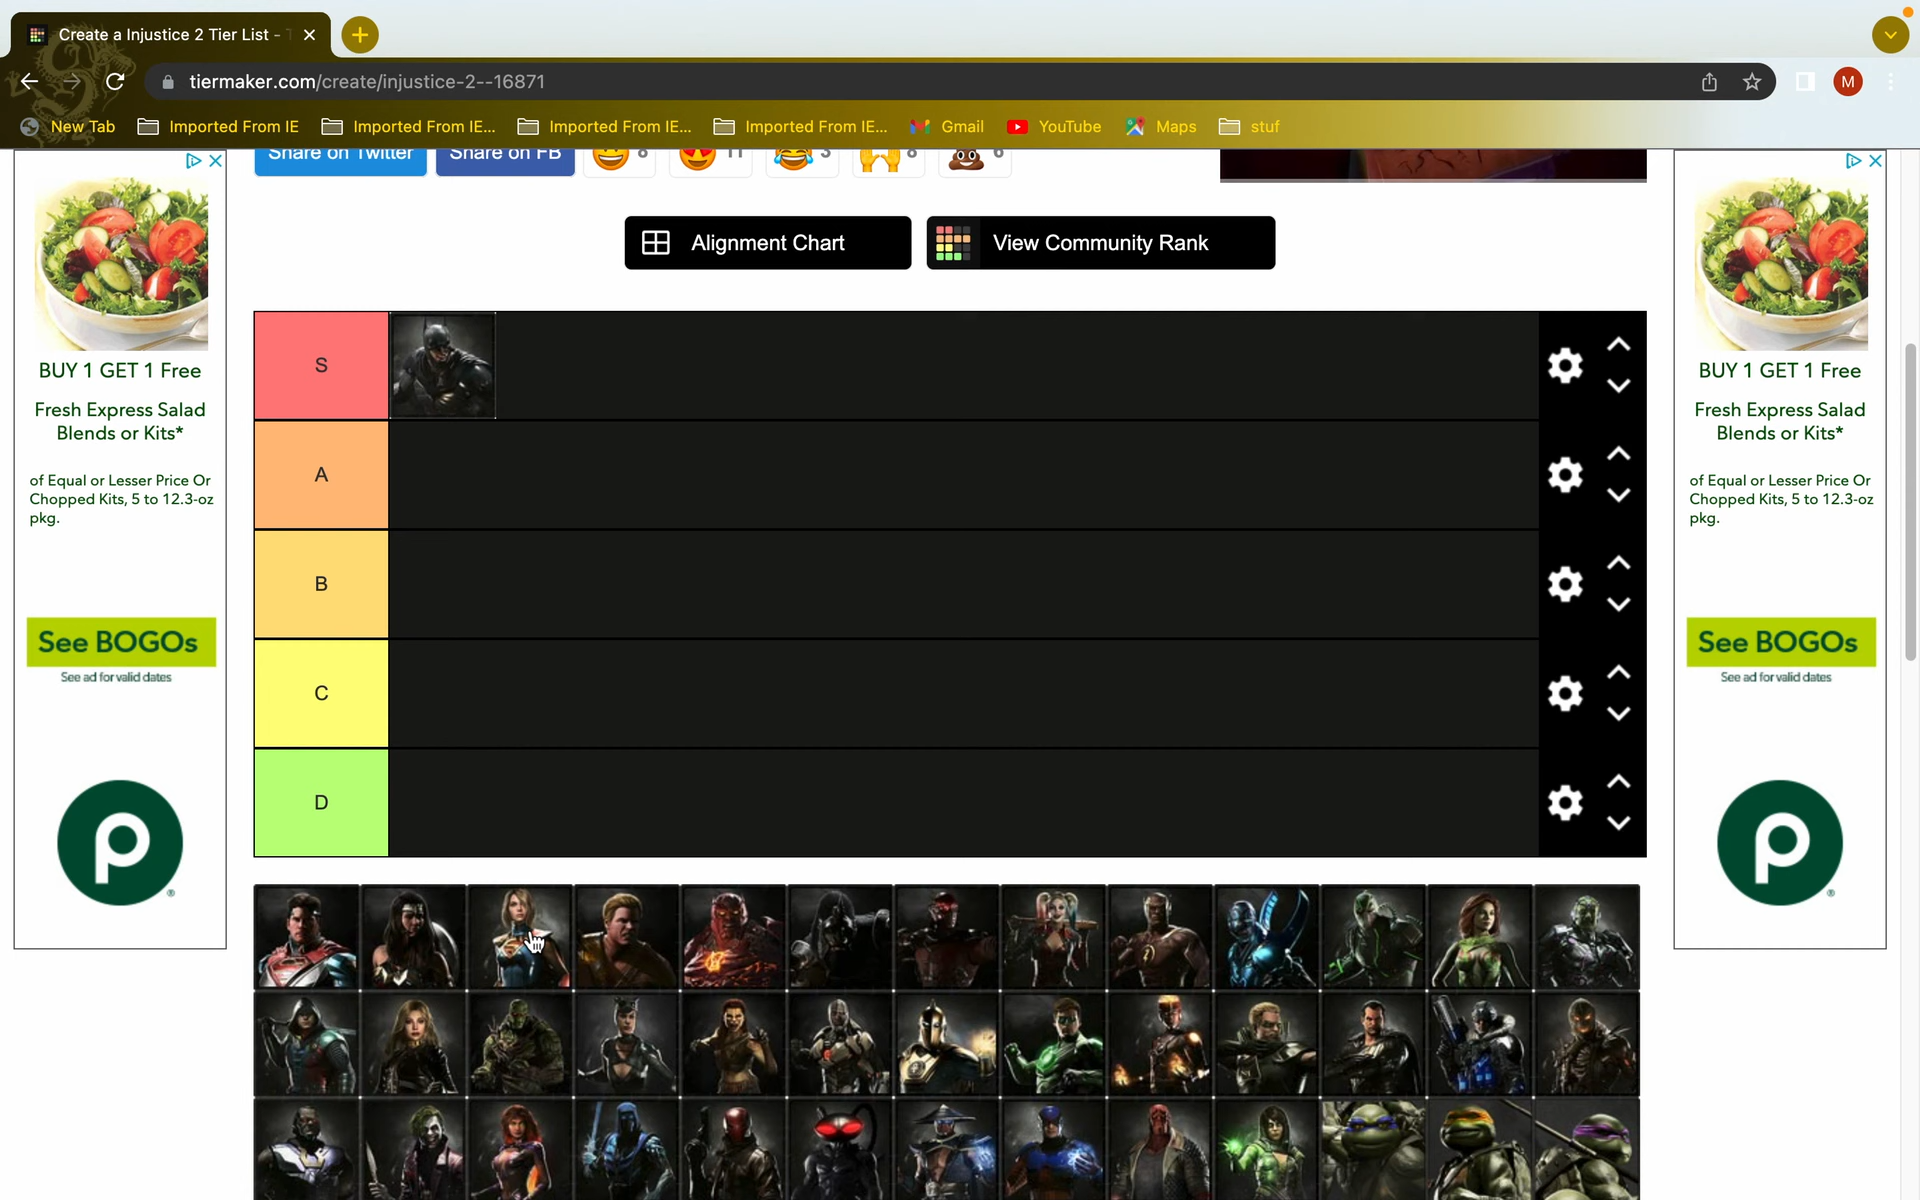 Create a Injustice 2 Tier List -
tiermaker.com/create/injustice-2--16871
M
New Tab
Imported From IE
Imported From IE...
Imported From IE...
Imported From IE...
Gmail
YouTube
Maps
stuf
Share on Twitter
Share on FB
8
11
3
8
6
Alignment Chart
View Community Rank
BUY 1 GET 1 Free
Fresh Express Salad
Blends or Kits*
of Equal or Lesser Price Or
Chopped Kits, 5 to 12.3-oz
pkg.
See BOGOs
See ad for valid dates
p
S
A
B
C
D
BUY 1 GET 1 Free
Fresh Express Salad
Blends or Kits*
of Equal or Lesser Price Or
Chopped Kits, 5 to 12.3-oz
pkg.
See BOGOs
See ad for valid dates
p